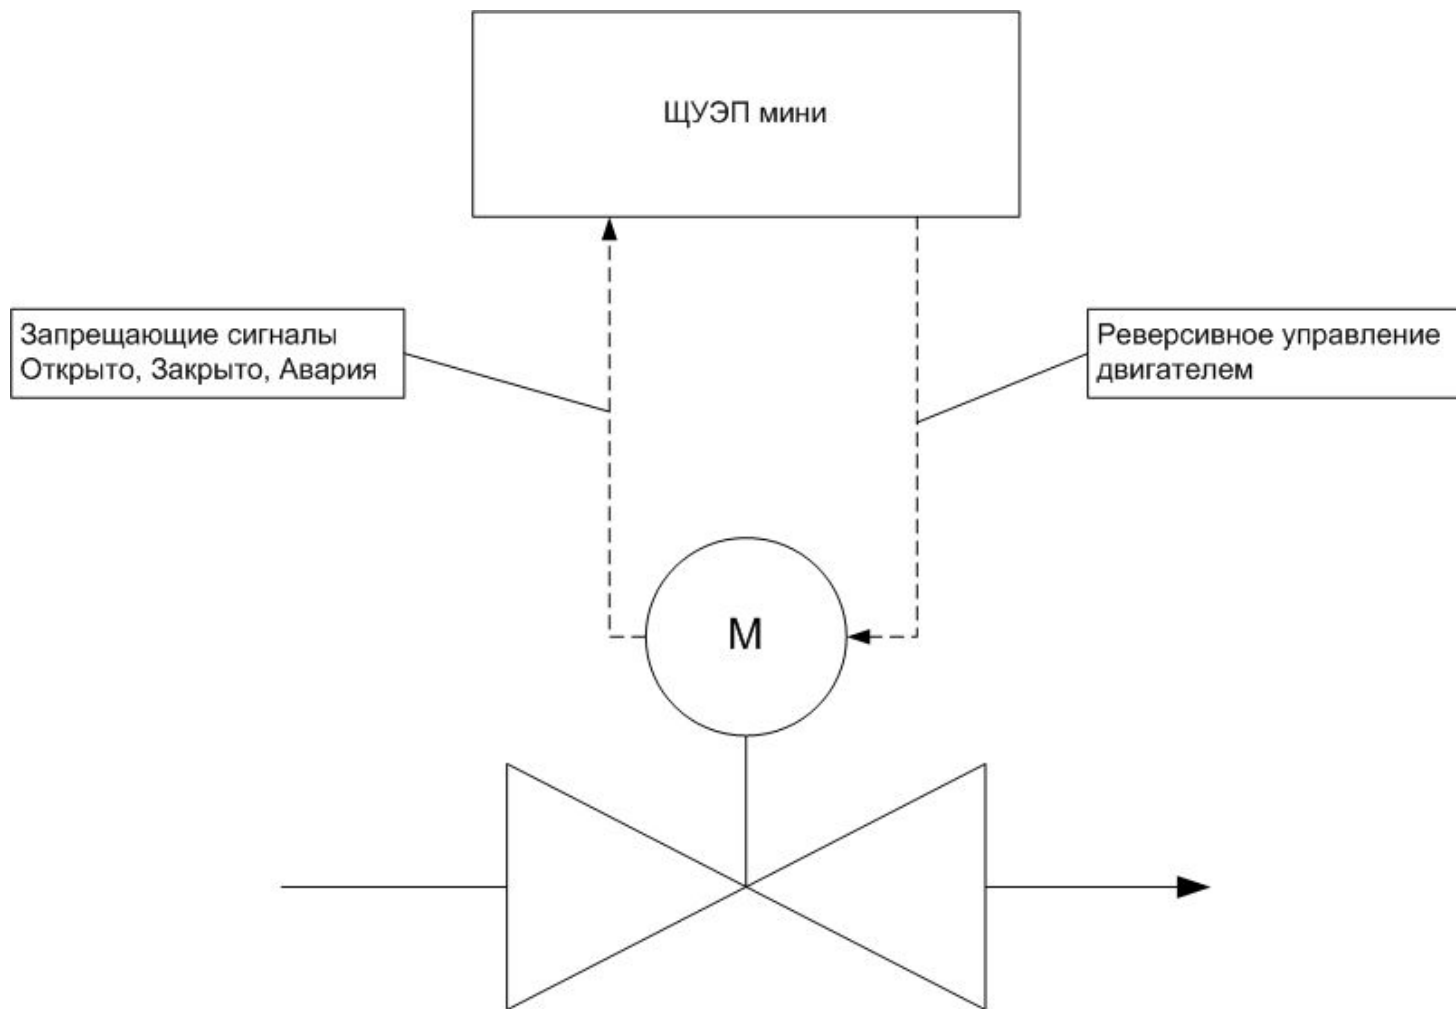 ЩУЭП мини
Запрещающие сигналы
Открыто, Закрыто, Авария
Реверсивное управление
двигателем
М